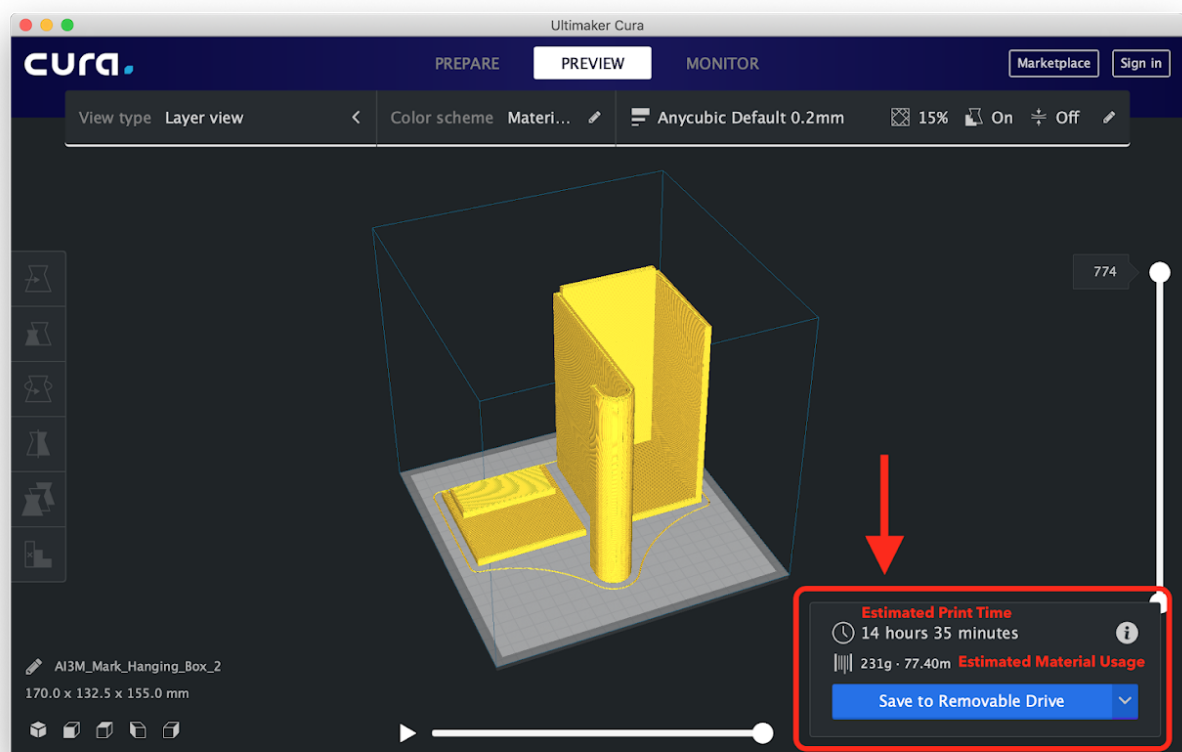 Ultimaker Cura
cura.
PREPARE
PREVIEW
MONITOR
Marketplace
Sign in
View type Layer view
Color scheme Materi...
Anycubic Default 0.2mm
15%
On
Off
774
Estimated Print Time
14 hours 35 minutes
231g · 77.40m Estimated Material Usage
Save to Removable Drive
AI3M_Mark_Hanging_Box_2
170.0 x 132.5 x 155.0 mm